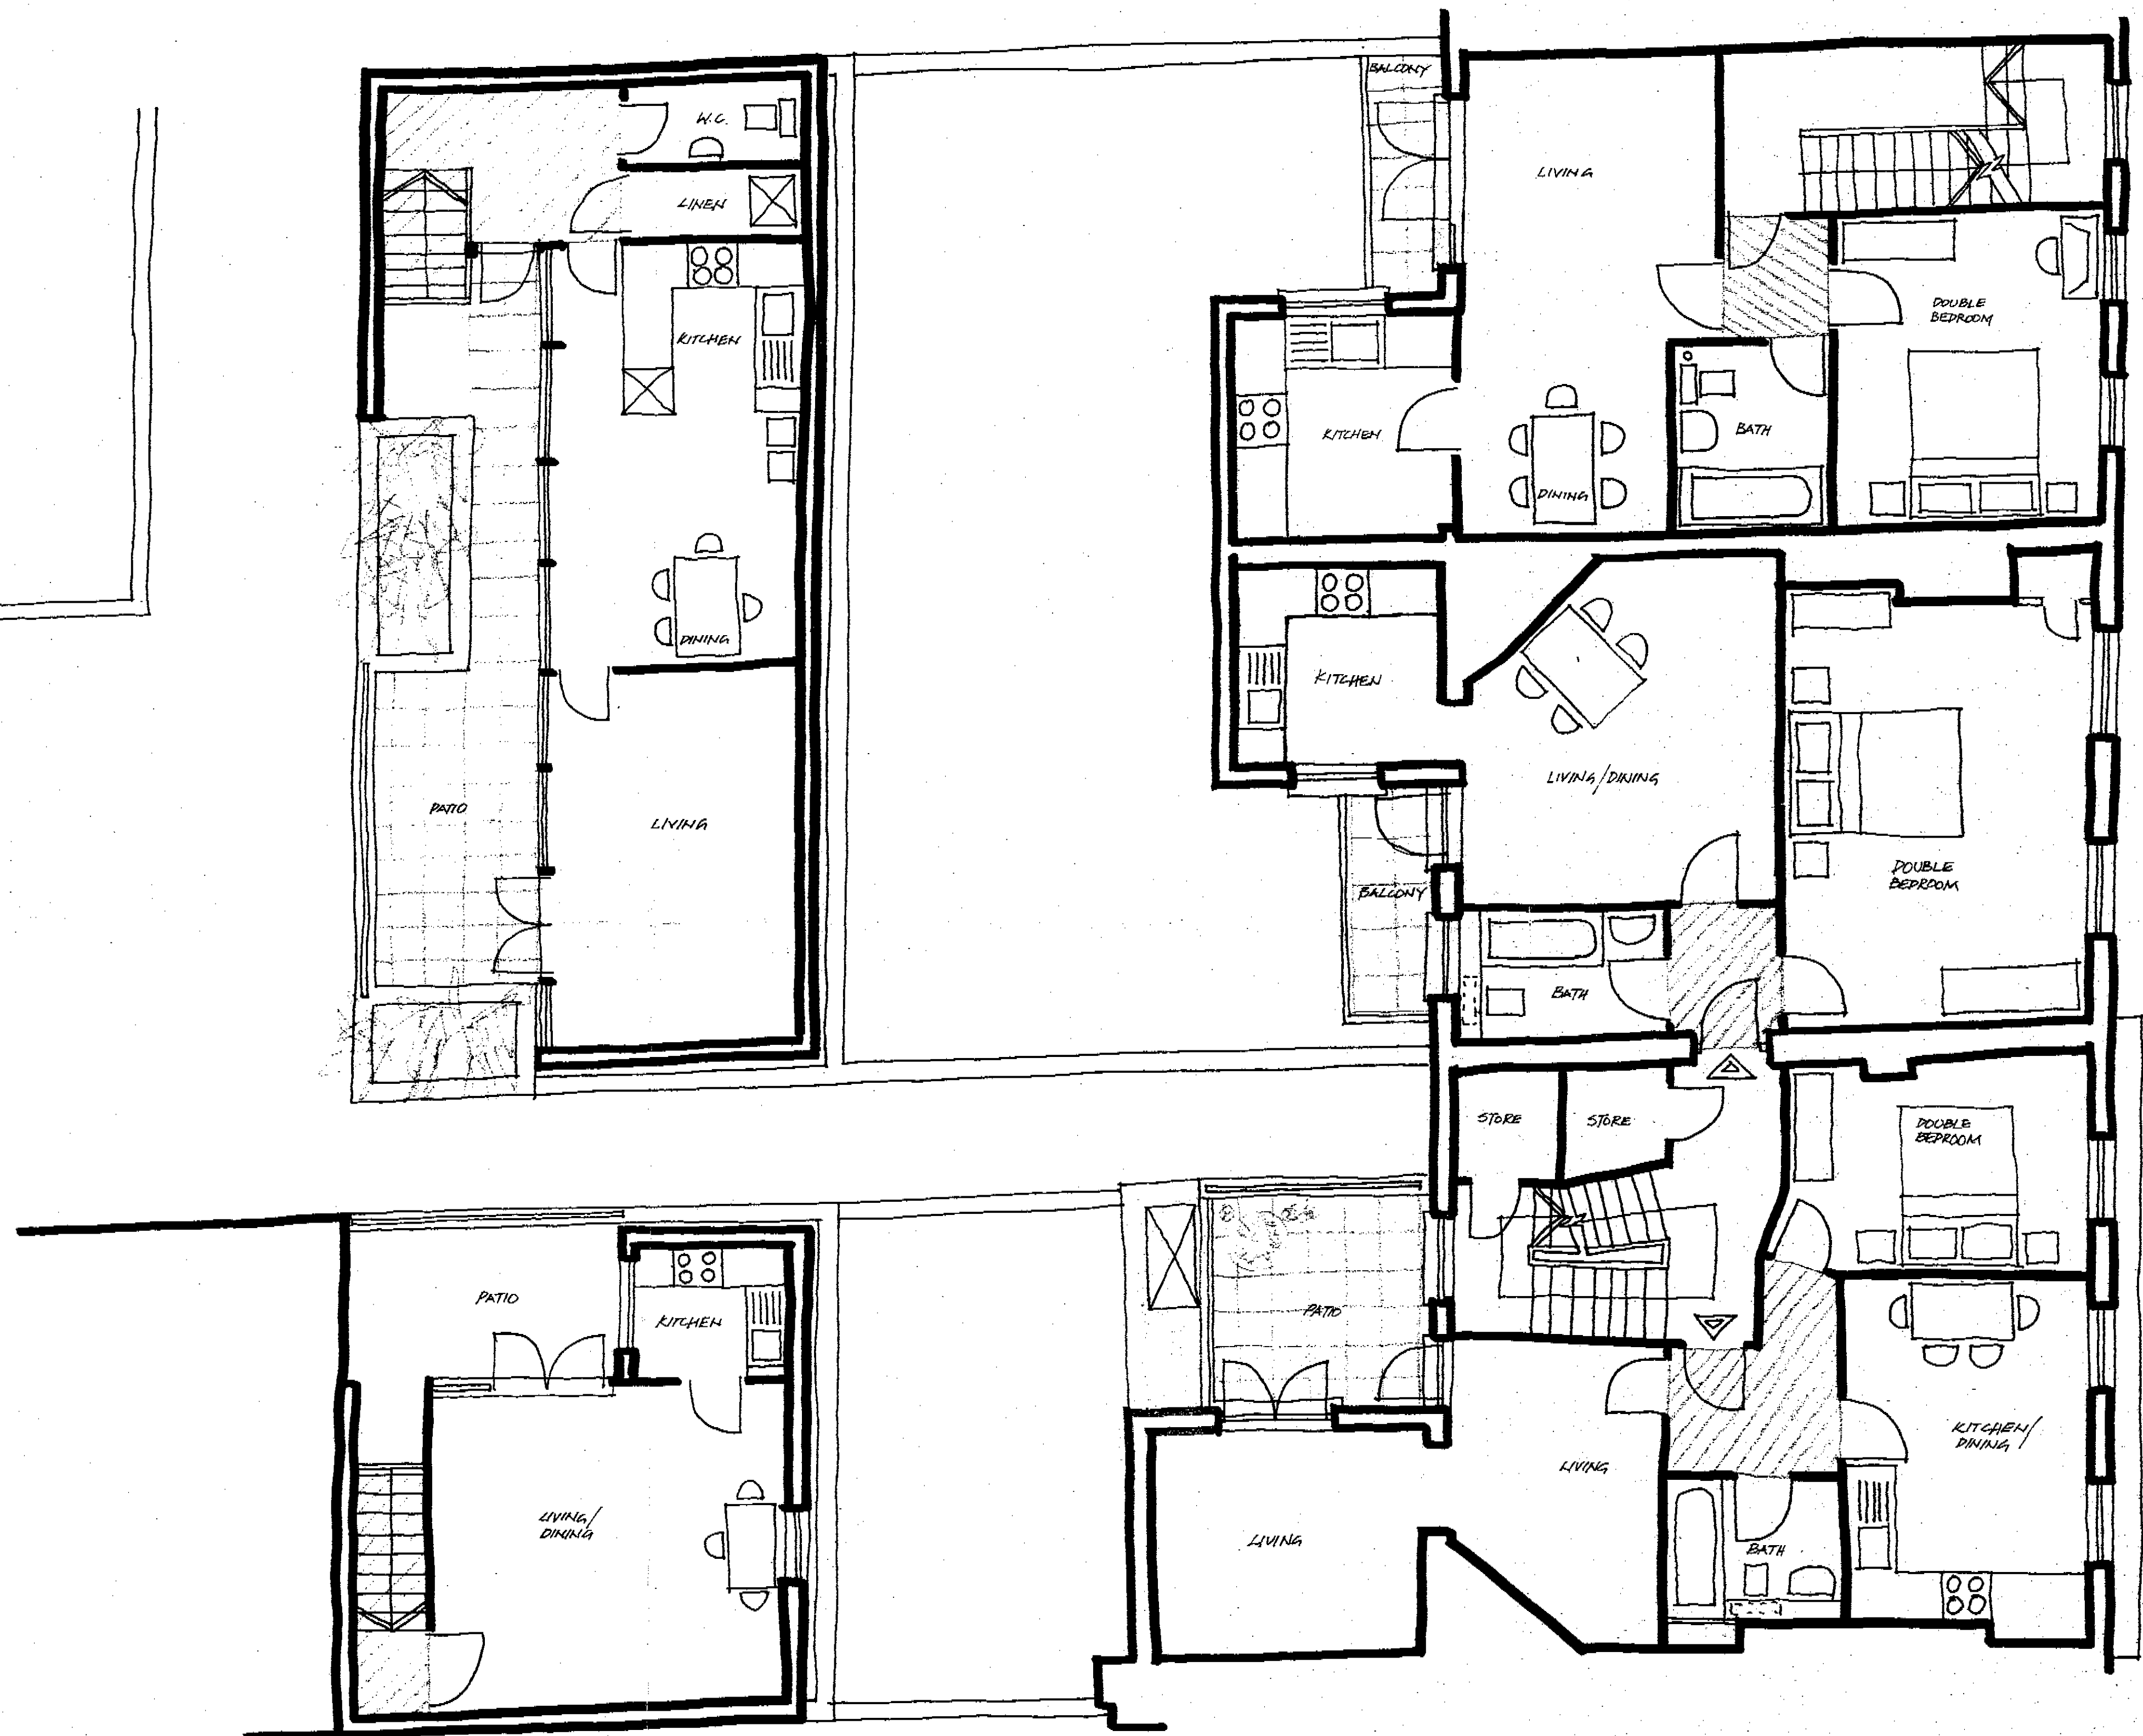 W.C.
LINEN
KITCHEN
DINING
PATIO
LIVING
BALCONY
LIVING
DOUBLE
BEDROOM
KITCHEN
BATH
DINING
KITCHEN
LIVING/DINING
DOUBLE
BEDROOM
BALCONY
BATH
STORE
STORE
DOUBLE
BEDROOM
PATIO
KITCHEN
LIVING/
DINING
PATIO
LIVING
LIVING
KITCHEN/
DINING
BATH